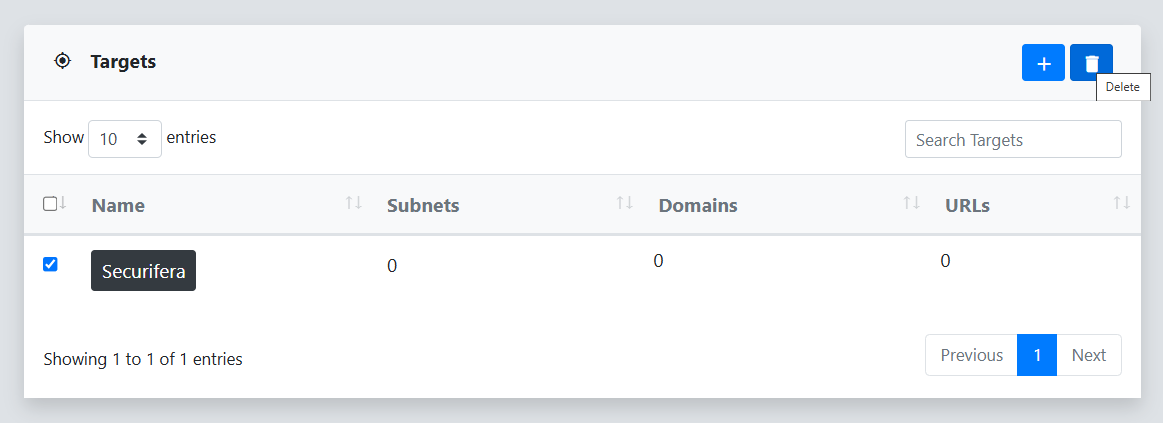 Targets
Delete
Show 10 entries
Search Targets
Name Subnets Domains URLs
Securifera 0 0 0
Showing 1 to 1 of 1 entries
Previous 1 Next